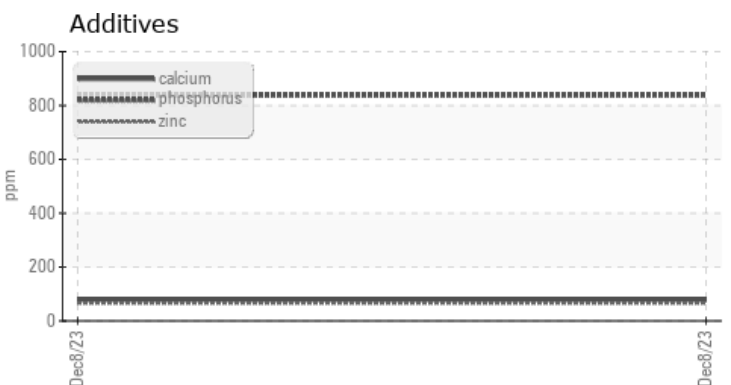 Additives
1000
800
600
400
200
0
ppm
calcium
phosphorus
zinc
Dec8/23
Dec8/23